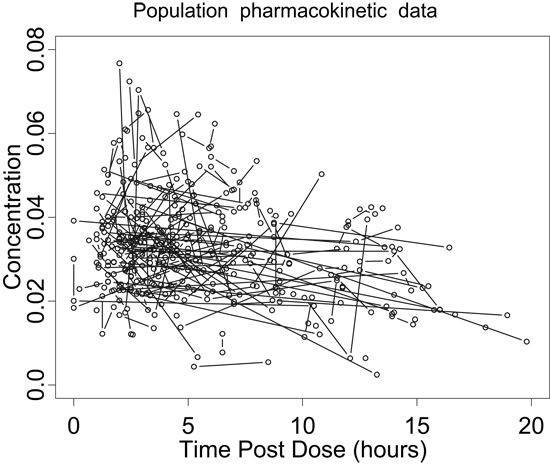 Population pharmacokinetic data
0.08
0.06
0.04
0.02
0.0
Concentration
0 5 10 15 20
Time Post Dose (hours)